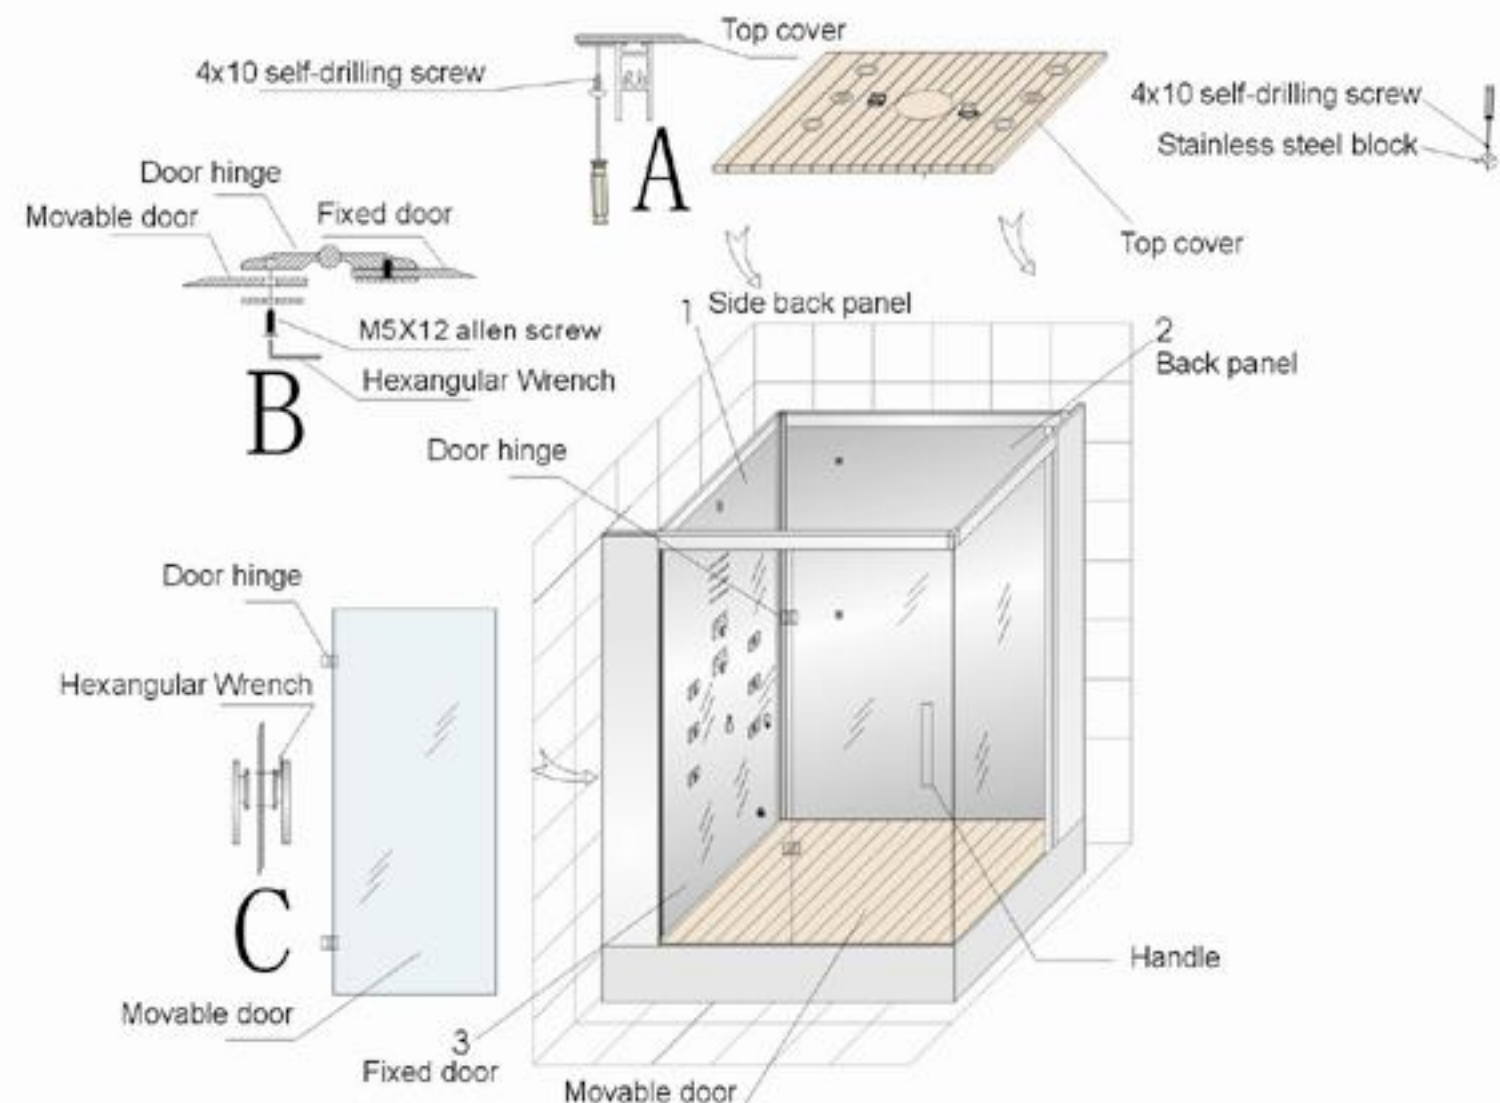 Top cover
4x10 self-drilling screw
4x10 self-drilling screw
Stainless steel block
A
Door hinge
Movable door
Fixed door
Top cover
1 Side back panel
2
Back panel
M5X12 allen screw
Hexangular Wrench
B
Door hinge
Door hinge
Hexangular Wrench
C
Handle
Movable door
3
Fixed door
Movable door